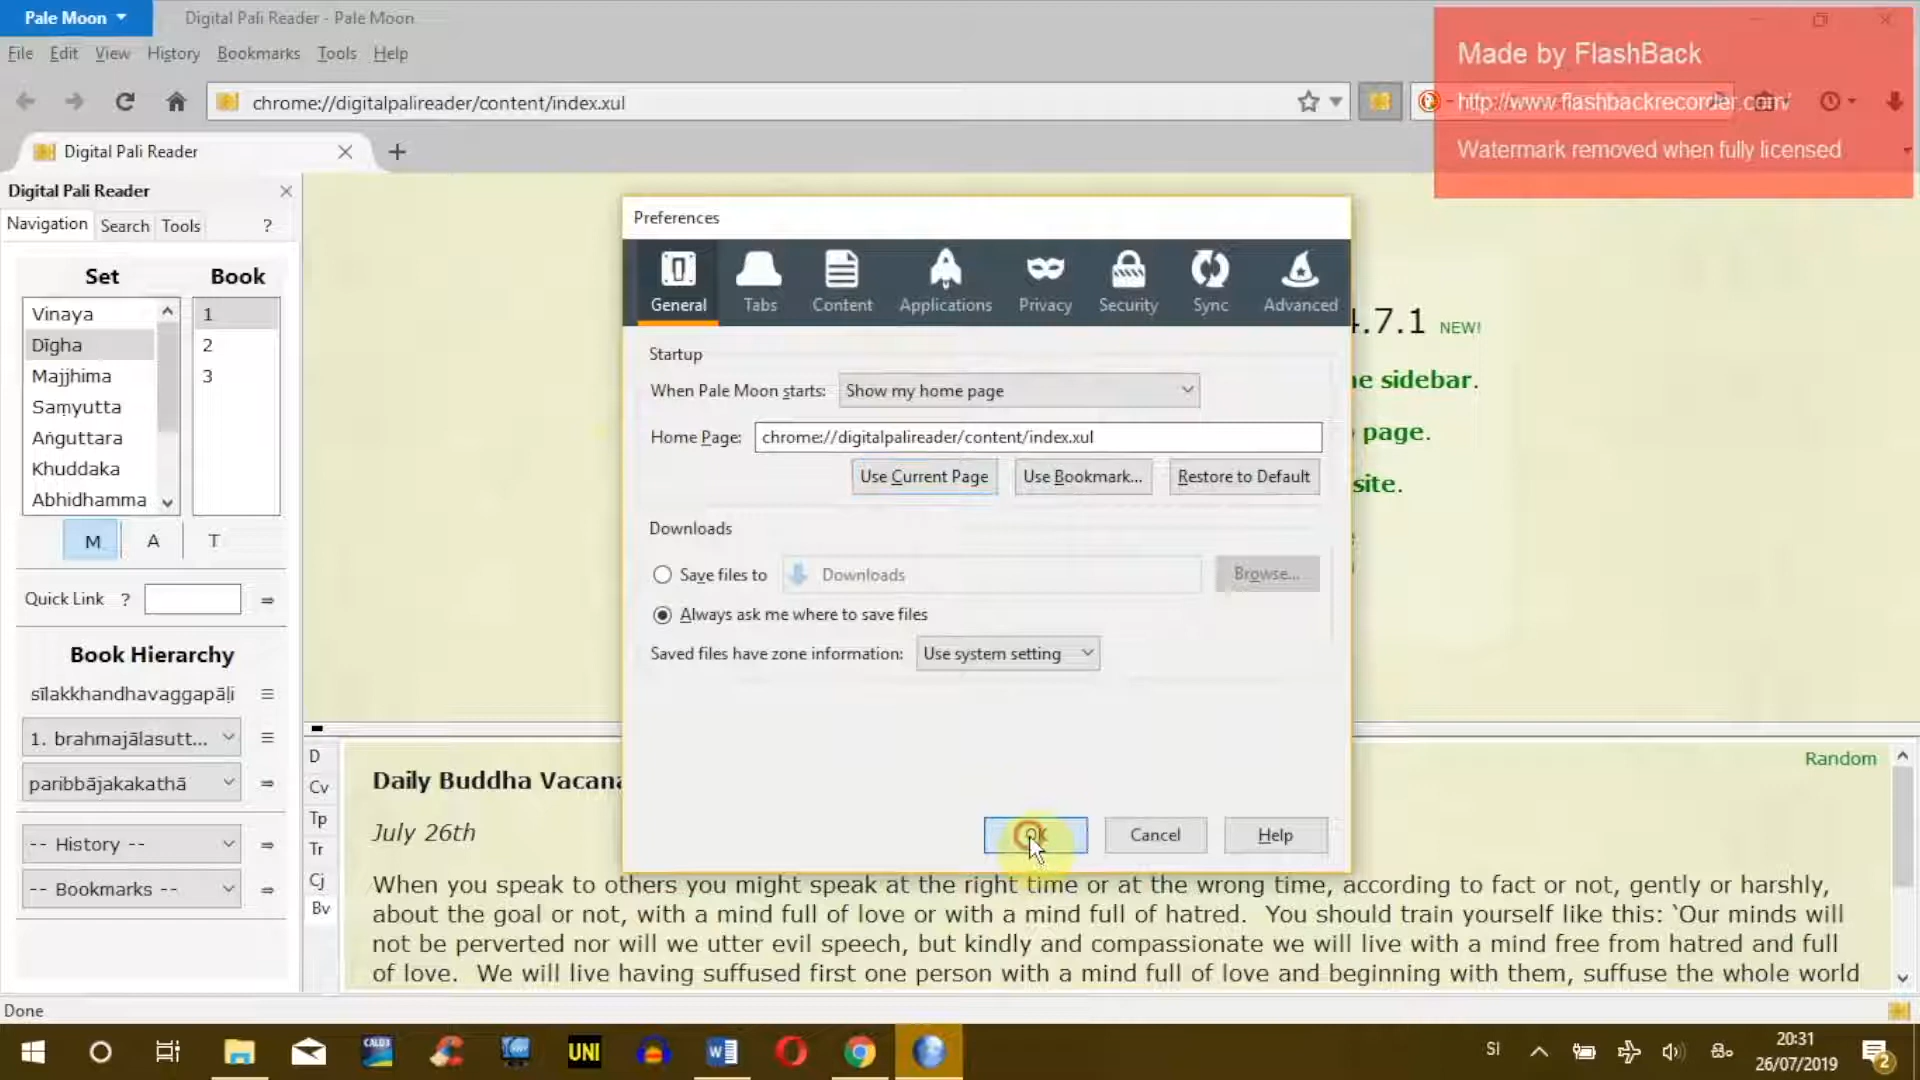 Pale Moon
Digital Pali Reader - Pale Moon
File Edit View History Bookmarks Tools Help
chrome://digitalpalireader/content/index.xul
Made by FlashBack
http://www.flashbackrecorder.com/
Watermark removed when fully licensed
Digital Pali Reader
Digital Pali Reader
Navigation Search Tools ?
Set Book
Vinaya 1
Dīgha 2
Majjhima 3
Saṃyutta
Aṅguttara
Khuddaka
Abhidhamma
M A T
Quick Link ?
Book Hierarchy
sīlakkhandhavaggapāḷi
1. brahmajālasutt...
paribbājakakathā
-- History --
-- Bookmarks --
Preferences
General Tabs Content Applications Privacy Security Sync Advanced
Startup
When Pale Moon starts: Show my home page
Home Page: chrome://digitalpalireader/content/index.xul
Use Current Page Use Bookmark... Restore to Default
Downloads
Save files to Downloads Browse...
Always ask me where to save files
Saved files have zone information: Use system setting
OK Cancel Help
4.7.1 NEW!
sidebar.
page.
site.
D
Cv
Tp
Tr
Cj
Bv
Random
Daily Buddha Vacana
July 26th
When you speak to others you might speak at the right time or at the wrong time, according to fact or not, gently or harshly,
about the goal or not, with a mind full of love or with a mind full of hatred. You should train yourself like this: `Our minds will
not be perverted nor will we utter evil speech, but kindly and compassionate we will live with a mind free from hatred and full
of love. We will live having suffused first one person with a mind full of love and beginning with them, suffuse the whole world
Done
CALD3
UNI
SI
20:31
26/07/2019
2